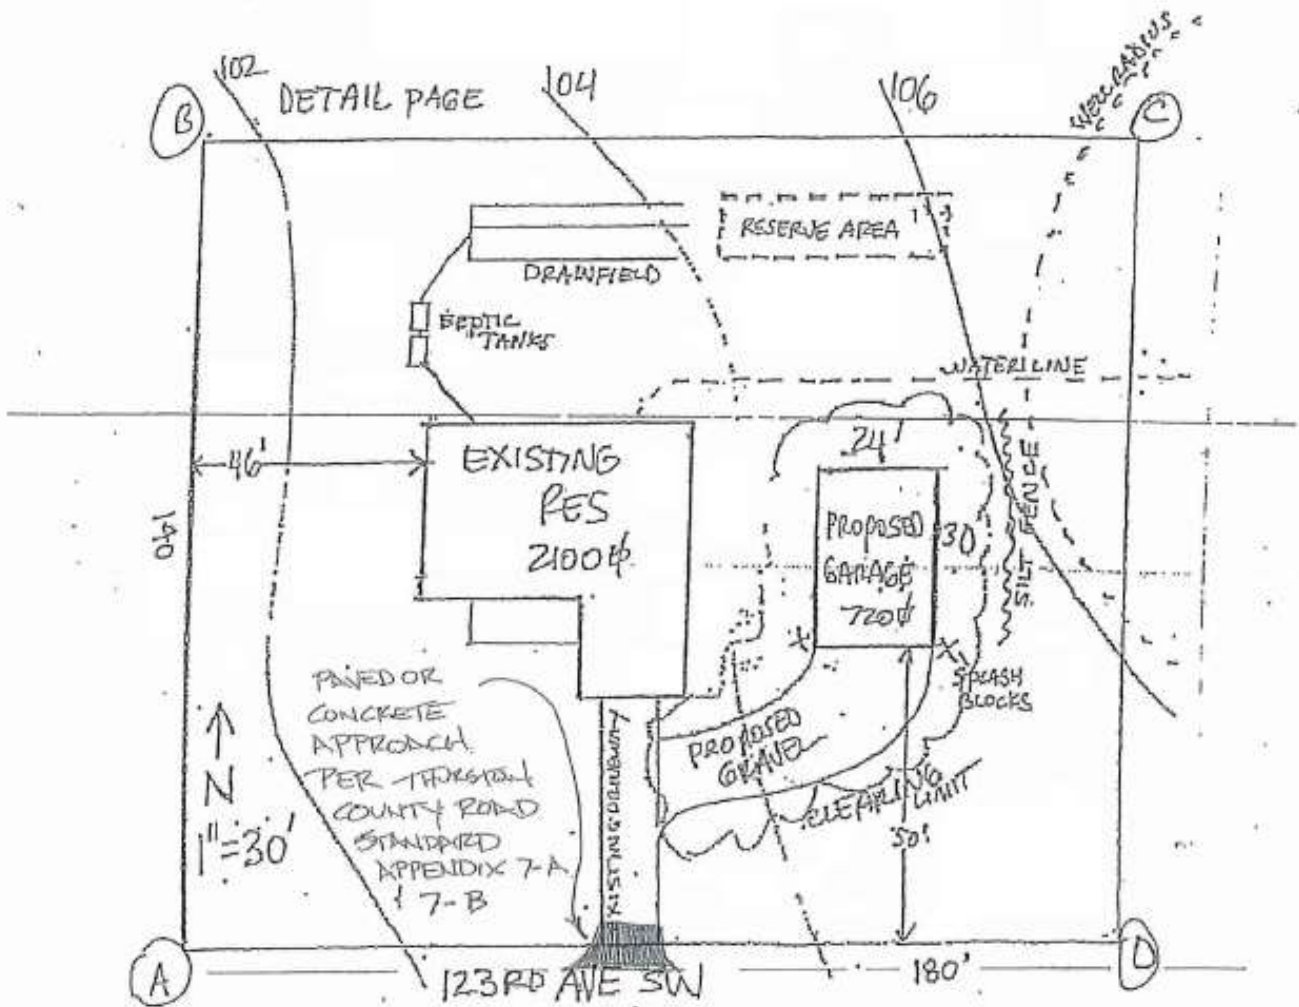 102
104
106
WELL RADIUS
B
DETAIL PAGE
C
RESERVE AREA
DRAINFIELD
SEPTIC
TANKS
WATERLINE
46'
EXISTING
RES
2100⏀
24'
PROPOSED
GARAGE
720⏀
30
SILT FENCE
140
SPLASH
BLOCKS
PAVED OR
CONCRETE
APPROACH
PER THURSTON
COUNTY ROAD
STANDARD
APPENDIX 7-A
& 7-B
N
1"=30'
EXISTING DRIVEWAY
PROPOSED
GRAVEL
CLEARING
LIMIT
50'
A
123RD AVE SW
180'
D